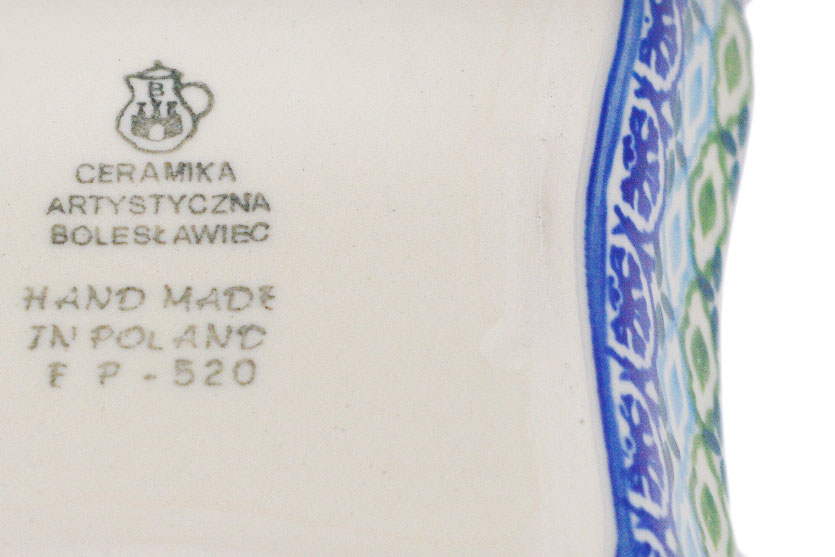 B
CERAMIKA
ARTYSTYCZNA
BOLESŁAWIEC
HAND MADE
IN POLAND
F P - 520